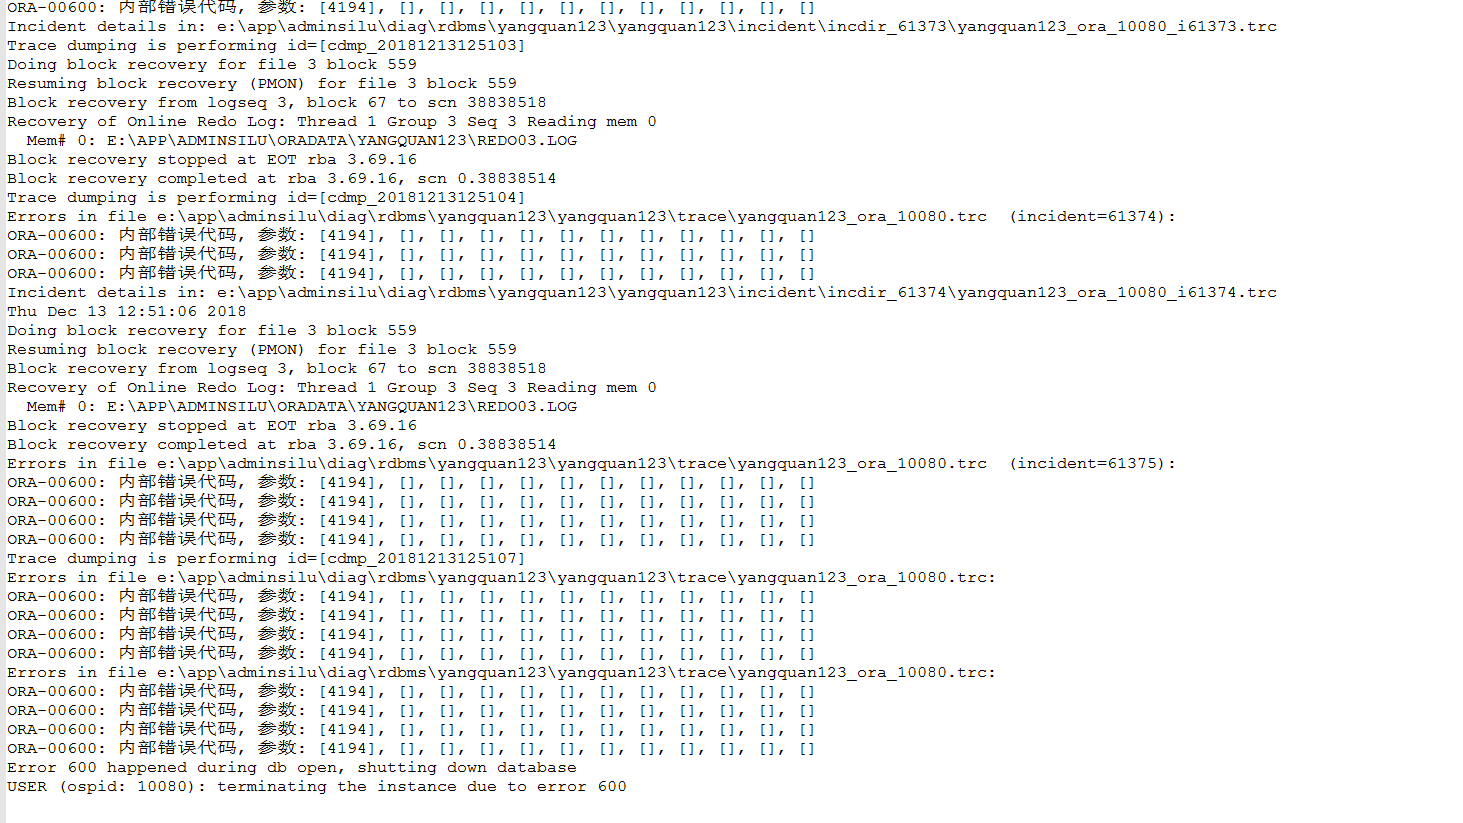 ORA-00600: 内部错误代码, 参数: [4194], [], [], [], [], [], [], [], [], [], [], []
Incident details in: e:\app\adminsilu\diag\rdbms\yangquan123\yangquan123\incident\incdir_61373\yangquan123_ora_10080_i61373.trc
Trace dumping is performing id=[cdmp_20181213125103]
Doing block recovery for file 3 block 559
Resuming block recovery (PMON) for file 3 block 559
Block recovery from logseq 3, block 67 to scn 38838518
Recovery of Online Redo Log: Thread 1 Group 3 Seq 3 Reading mem 0
  Mem# 0: E:\APP\ADMINSILU\ORADATA\YANGQUAN123\REDO03.LOG
Block recovery stopped at EOT rba 3.69.16
Block recovery completed at rba 3.69.16, scn 0.38838514
Trace dumping is performing id=[cdmp_20181213125104]
Errors in file e:\app\adminsilu\diag\rdbms\yangquan123\yangquan123\trace\yangquan123_ora_10080.trc  (incident=61374):
ORA-00600: 内部错误代码, 参数: [4194], [], [], [], [], [], [], [], [], [], [], []
ORA-00600: 内部错误代码, 参数: [4194], [], [], [], [], [], [], [], [], [], [], []
ORA-00600: 内部错误代码, 参数: [4194], [], [], [], [], [], [], [], [], [], [], []
Incident details in: e:\app\adminsilu\diag\rdbms\yangquan123\yangquan123\incident\incdir_61374\yangquan123_ora_10080_i61374.trc
Thu Dec 13 12:51:06 2018
Doing block recovery for file 3 block 559
Resuming block recovery (PMON) for file 3 block 559
Block recovery from logseq 3, block 67 to scn 38838518
Recovery of Online Redo Log: Thread 1 Group 3 Seq 3 Reading mem 0
  Mem# 0: E:\APP\ADMINSILU\ORADATA\YANGQUAN123\REDO03.LOG
Block recovery stopped at EOT rba 3.69.16
Block recovery completed at rba 3.69.16, scn 0.38838514
Errors in file e:\app\adminsilu\diag\rdbms\yangquan123\yangquan123\trace\yangquan123_ora_10080.trc  (incident=61375):
ORA-00600: 内部错误代码, 参数: [4194], [], [], [], [], [], [], [], [], [], [], []
ORA-00600: 内部错误代码, 参数: [4194], [], [], [], [], [], [], [], [], [], [], []
ORA-00600: 内部错误代码, 参数: [4194], [], [], [], [], [], [], [], [], [], [], []
ORA-00600: 内部错误代码, 参数: [4194], [], [], [], [], [], [], [], [], [], [], []
Trace dumping is performing id=[cdmp_20181213125107]
Errors in file e:\app\adminsilu\diag\rdbms\yangquan123\yangquan123\trace\yangquan123_ora_10080.trc:
ORA-00600: 内部错误代码, 参数: [4194], [], [], [], [], [], [], [], [], [], [], []
ORA-00600: 内部错误代码, 参数: [4194], [], [], [], [], [], [], [], [], [], [], []
ORA-00600: 内部错误代码, 参数: [4194], [], [], [], [], [], [], [], [], [], [], []
ORA-00600: 内部错误代码, 参数: [4194], [], [], [], [], [], [], [], [], [], [], []
Errors in file e:\app\adminsilu\diag\rdbms\yangquan123\yangquan123\trace\yangquan123_ora_10080.trc:
ORA-00600: 内部错误代码, 参数: [4194], [], [], [], [], [], [], [], [], [], [], []
ORA-00600: 内部错误代码, 参数: [4194], [], [], [], [], [], [], [], [], [], [], []
ORA-00600: 内部错误代码, 参数: [4194], [], [], [], [], [], [], [], [], [], [], []
ORA-00600: 内部错误代码, 参数: [4194], [], [], [], [], [], [], [], [], [], [], []
Error 600 happened during db open, shutting down database
USER (ospid: 10080): terminating the instance due to error 600